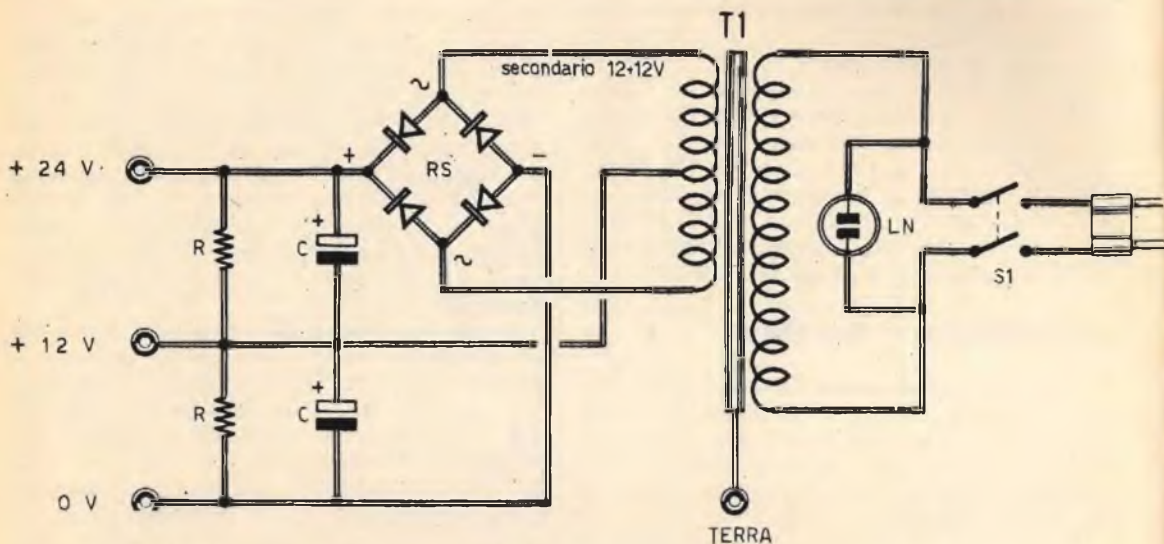 T1
secondario 12+12V
~
+ 24 V
+
RS
-
R
+
C
LN
~
S1
+ 12 V
+
R
C
0 V
TERRA